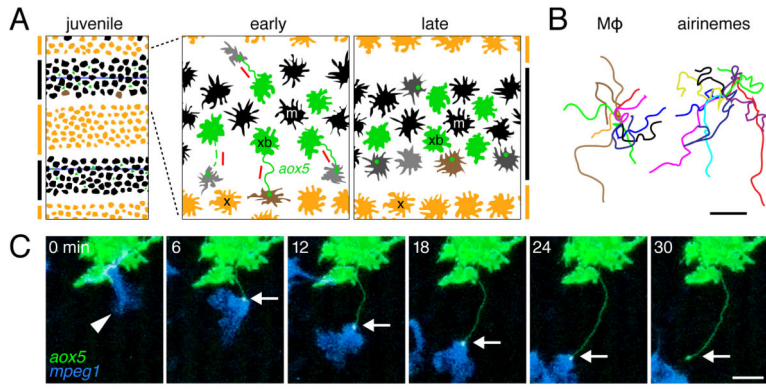 A
juvenile
early
late
m
xb
aox5
x
m
xb
x
B
Mϕ
airinemes
C
0 min
6
12
18
24
30
aox5
mpeg1